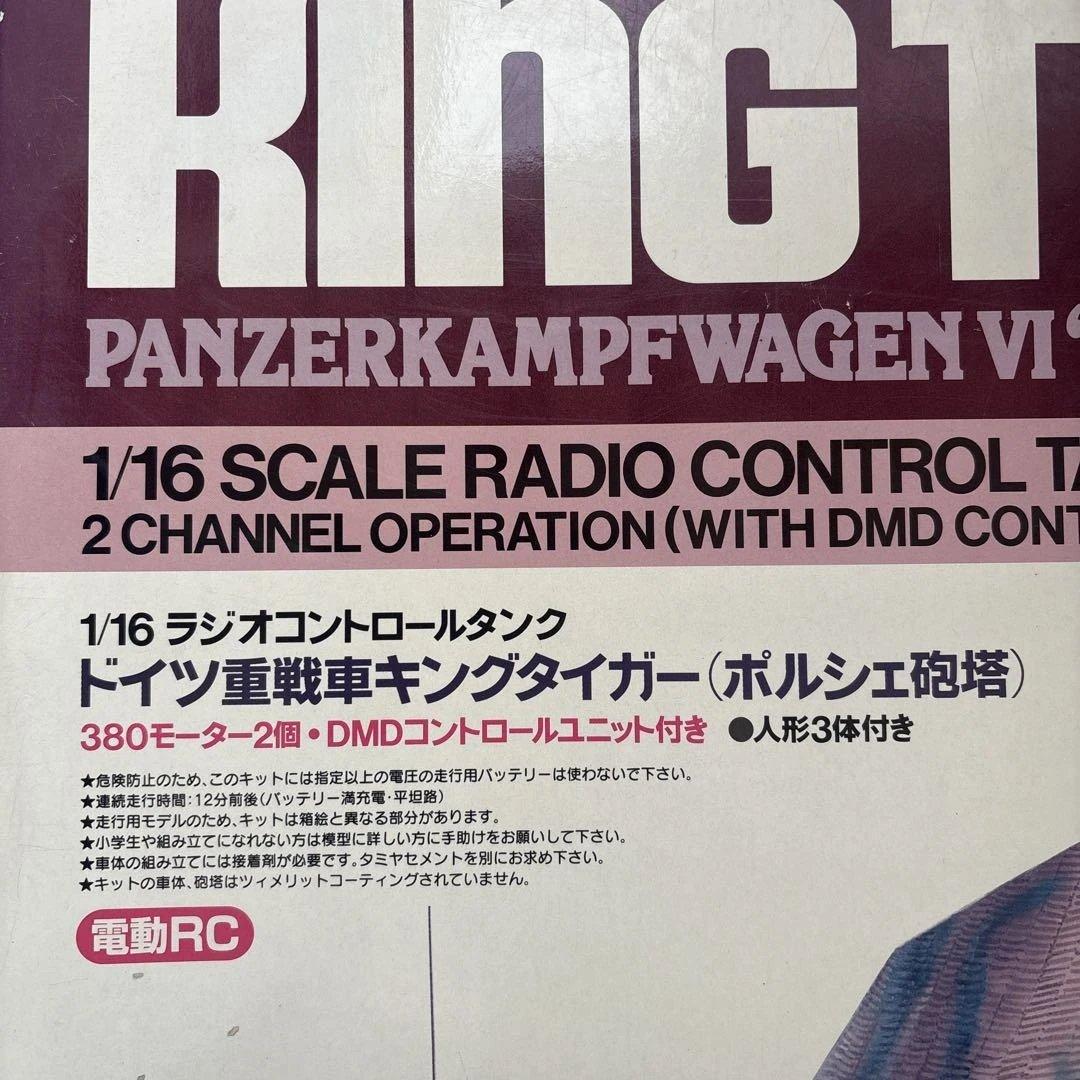 KING T
PANZERKAMPFWAGEN VI "
1/16 SCALE RADIO CONTROL TA
2 CHANNEL OPERATION (WITH DMD CONT
1/16 ラジオコントロールタンク
ドイツ重戦車キングタイガー(ポルシェ砲塔)
380モーター2個・DMDコントロールユニット付き ●人形3体付き
★危険防止のため、このキットには指定以上の電圧の走行用バッテリーは使わないで下さい。
★連続走行時間:12分前後(バッテリー満充電・平坦路)
★走行用モデルのため、キットは箱絵と異なる部分があります。
★小学生や組み立てになれない方は模型に詳しい方に手助けをお願いして下さい。
★車体の組み立てには接着剤が必要です。タミヤセメントを別にお求め下さい。
★キットの車体、砲塔はツィメリットコーティングされていません。
電動RC